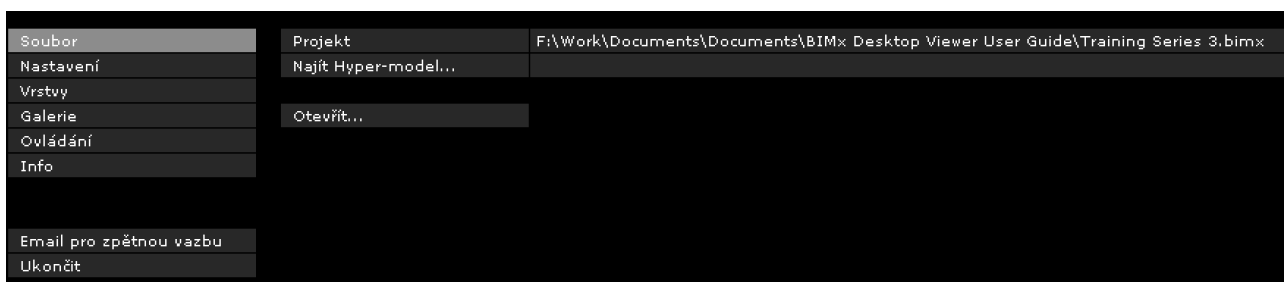 Soubor
Projekt F:\Work\Documents\Documents\BIMx Desktop Viewer User Guide\Training Series 3.bimx
Nastavení
Najít Hyper-model...
Vrstvy
Galerie
Otevřít...
Ovládání
Info
Email pro zpětnou vazbu
Ukončit